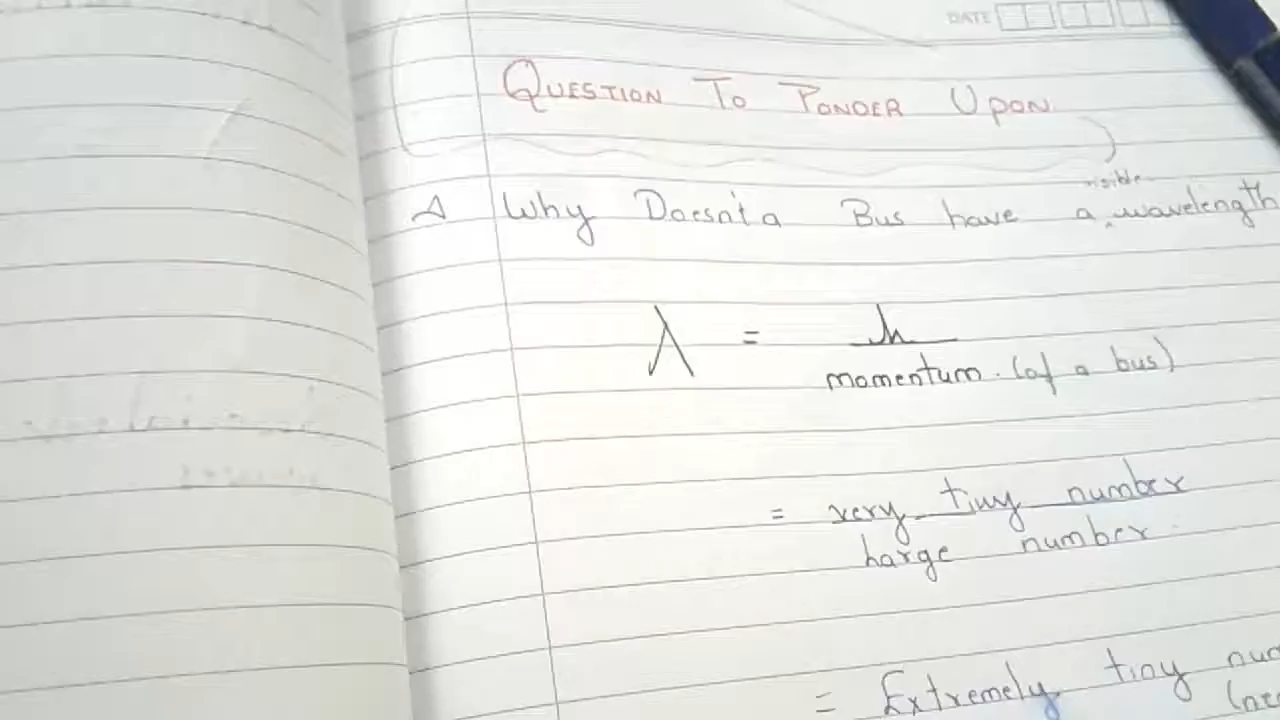 DATE
QUESTION TO PONDER UPON
Why Doesn't a Bus have a visible wavelength
λ = h
momentum. (of a bus)
= very tiny number
large number
= Extremely tiny